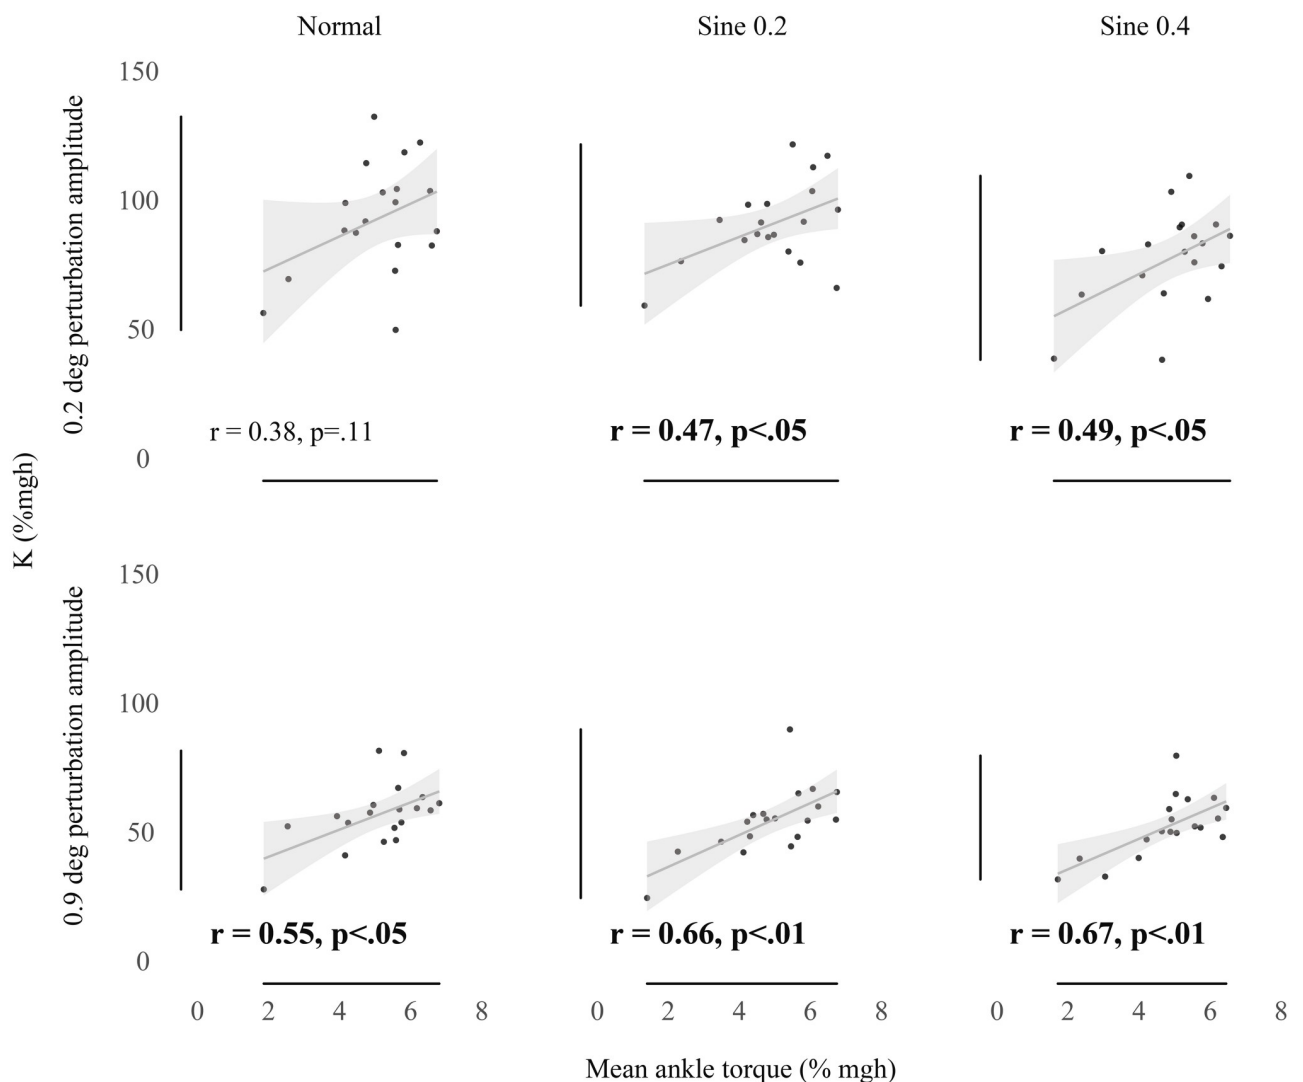 Normal
Sine 0.2
Sine 0.4
0.2 deg perturbation amplitude
150
100
50
0
r = 0.38, p=.11
r = 0.47, p<.05
r = 0.49, p<.05
K (%mgh)
0.9 deg perturbation amplitude
150
100
50
0
r = 0.55, p<.05
r = 0.66, p<.01
r = 0.67, p<.01
0 2 4 6 8
0 2 4 6 8
0 2 4 6 8
Mean ankle torque (% mgh)